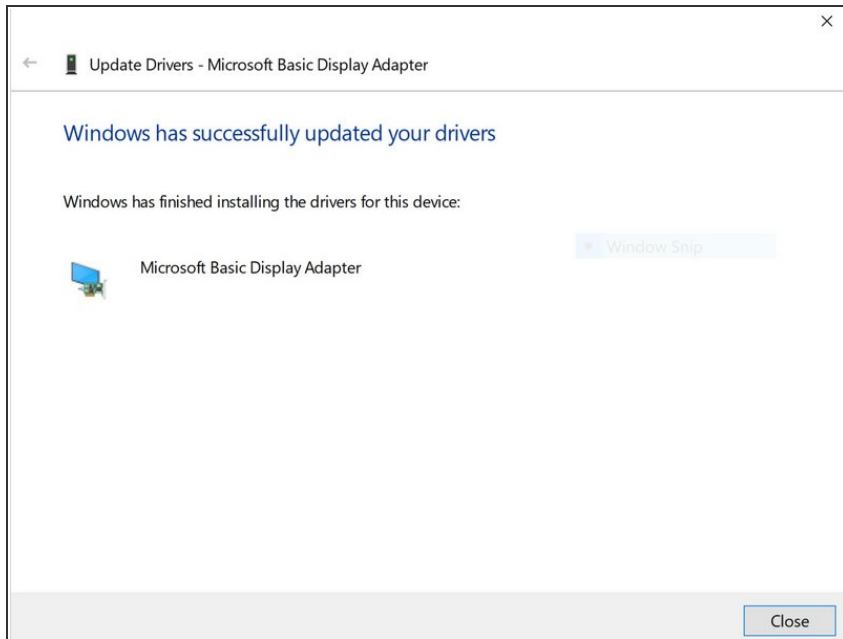 Update Drivers - Microsoft Basic Display Adapter
Windows has successfully updated your drivers
Windows has finished installing the drivers for this device:
Window Snip
Microsoft Basic Display Adapter
Close